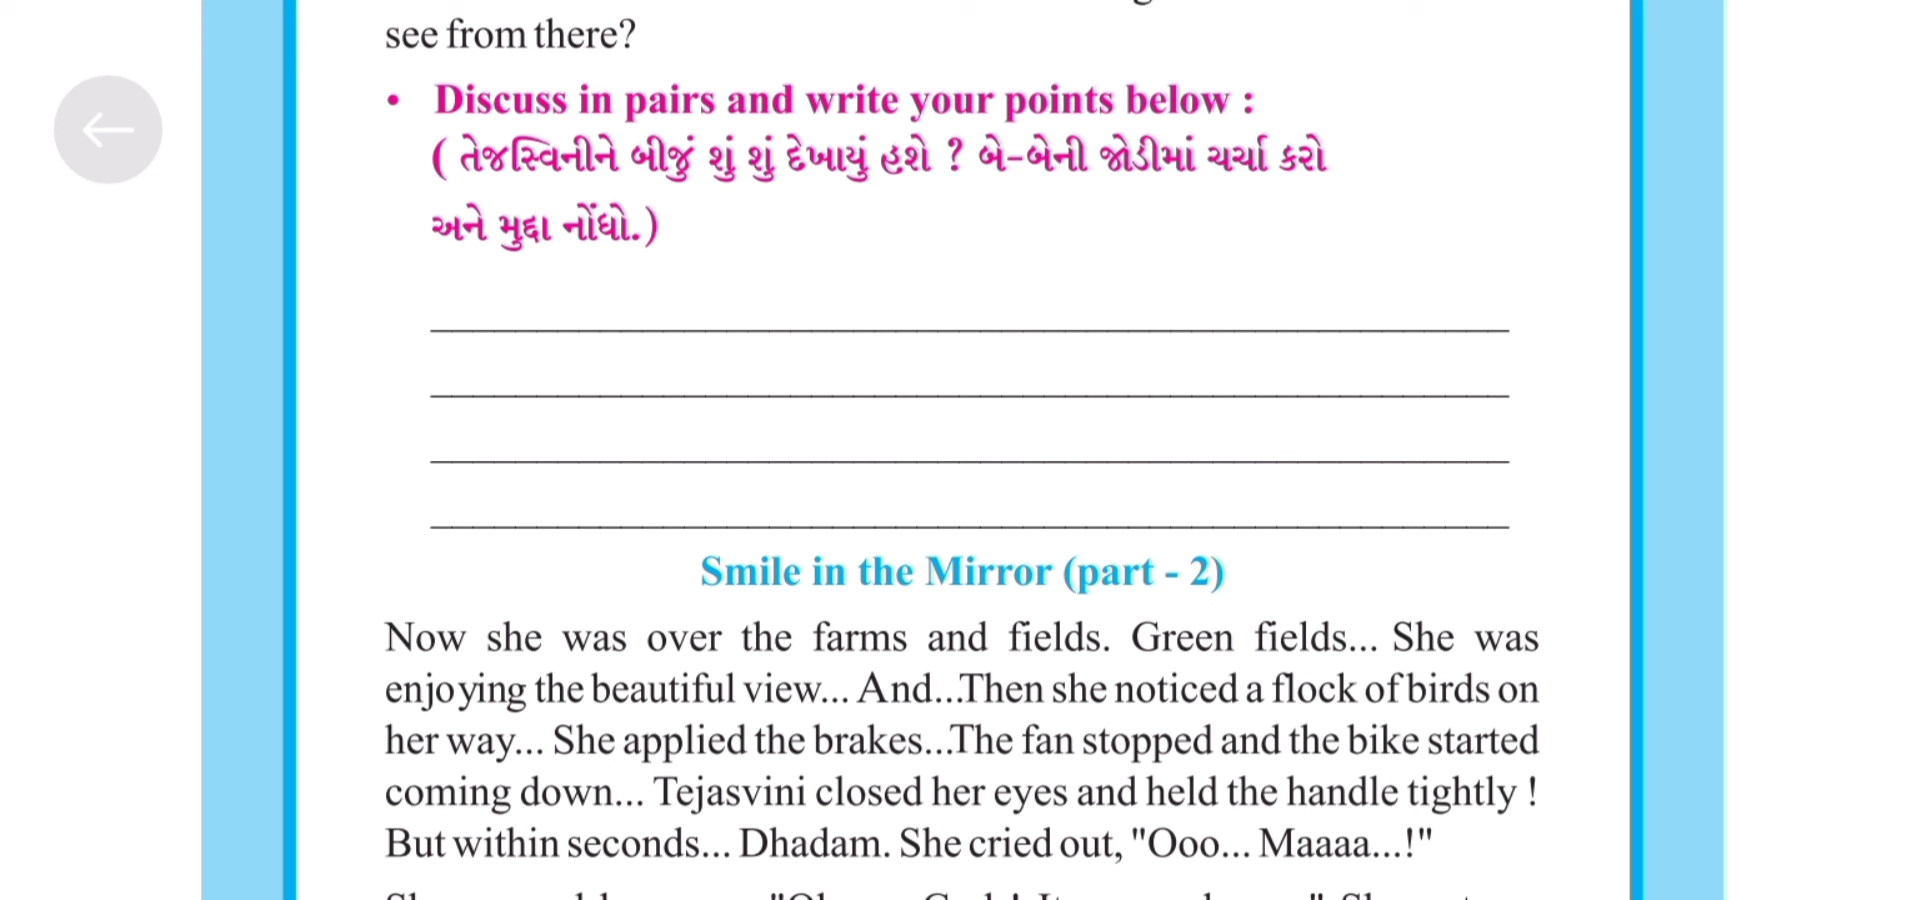 see from there?
• Discuss in pairs and write your points below :
( તેજસ્વિનીને બીજું શું શું દેખાયું હશે ? બે-બેની જોડીમાં ચર્ચા કરો
અને મુદ્દા નોંધો.)
Smile in the Mirror (part - 2)
Now she was over the farms and fields. Green fields... She was
enjoying the beautiful view... And...Then she noticed a flock of birds on
her way... She applied the brakes...The fan stopped and the bike started
coming down... Tejasvini closed her eyes and held the handle tightly !
But within seconds... Dhadam. She cried out, "Ooo... Maaaa...!"